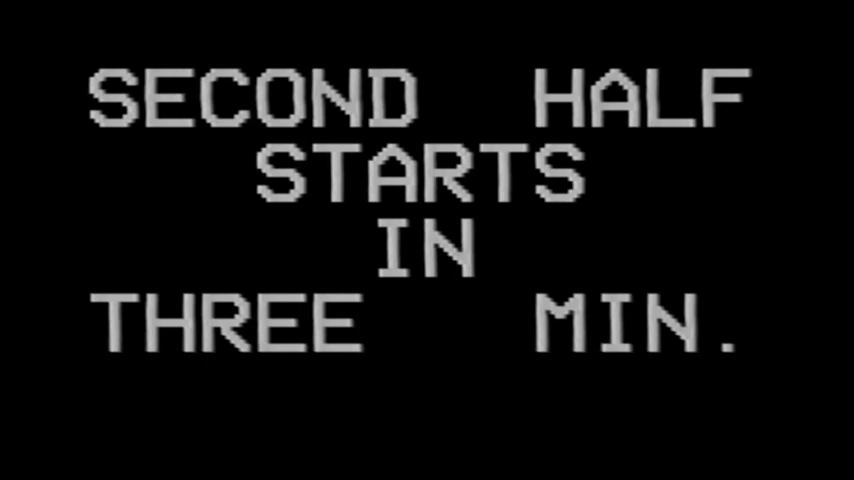 SECOND HALF
STARTS
IN
THREE MIN.